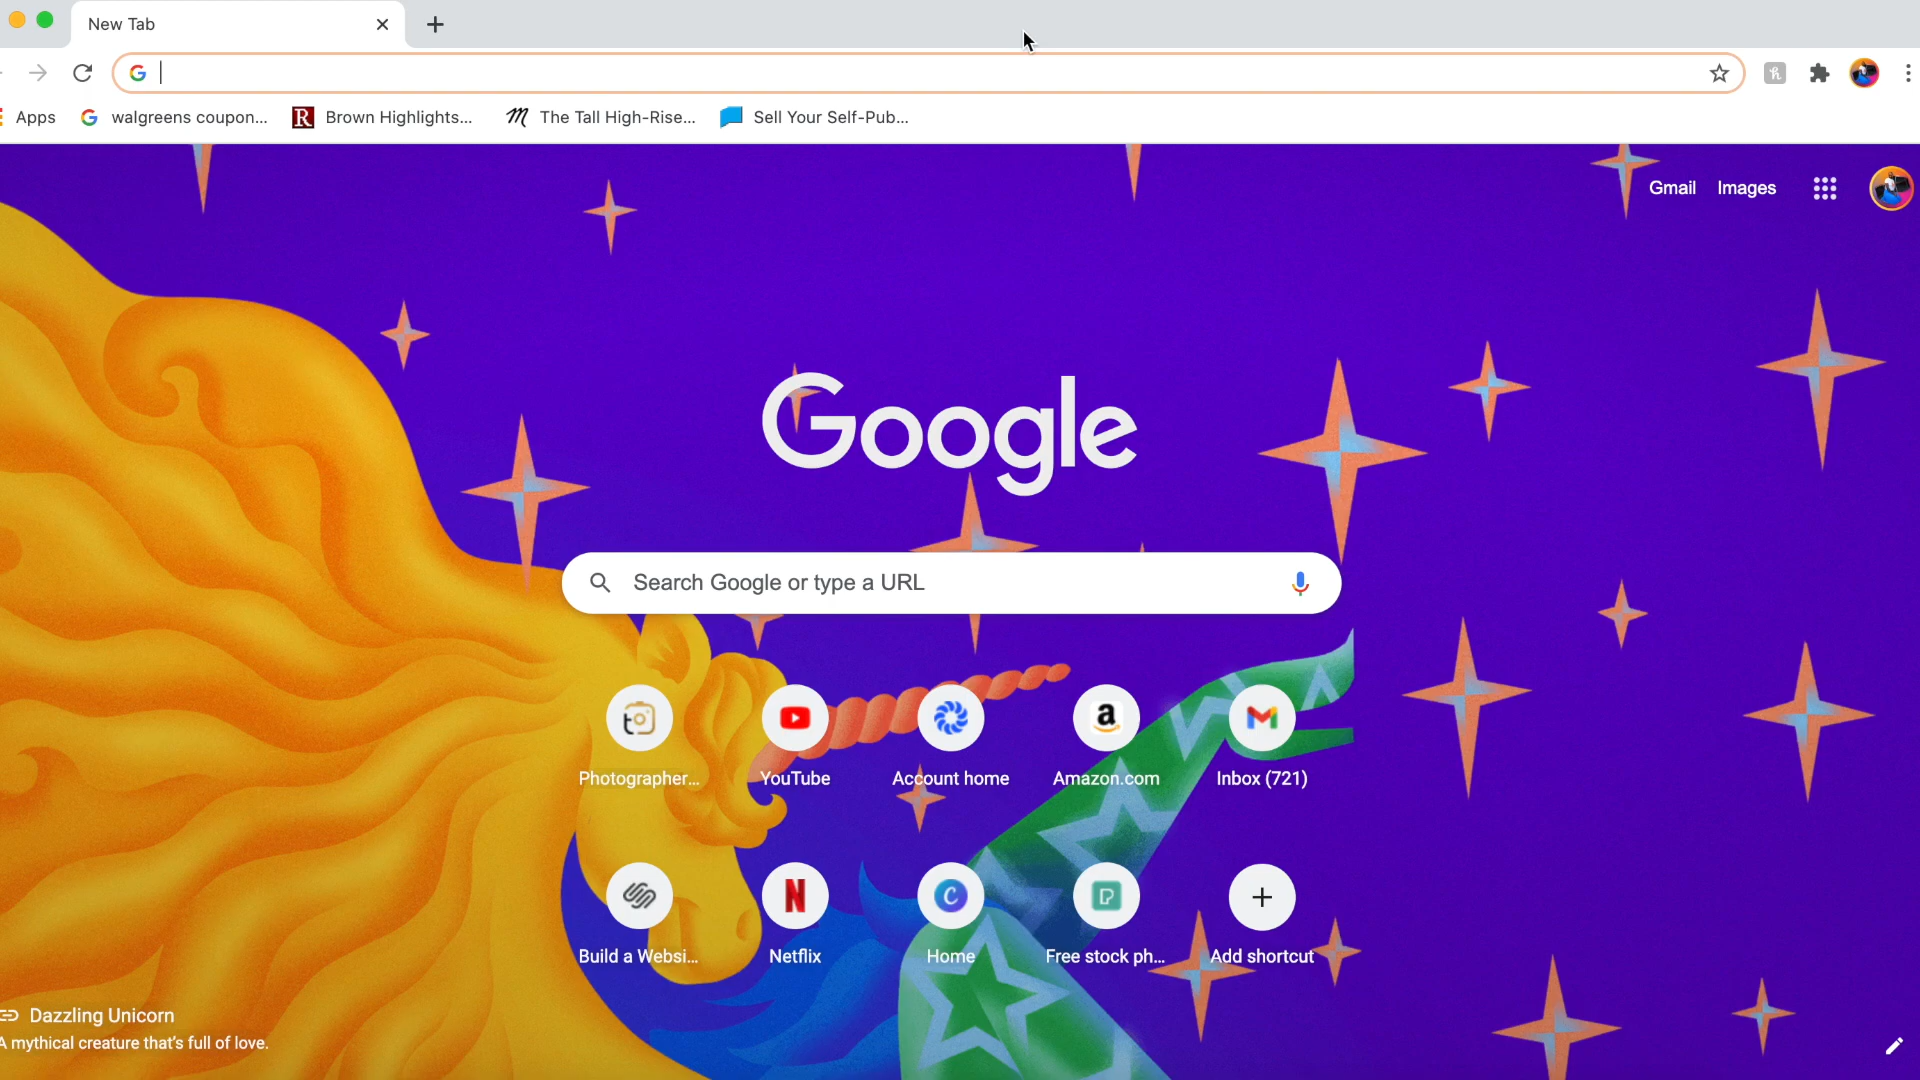 New Tab
Apps
walgreens coupon...
Brown Highlights...
The Tall High-Rise...
Sell Your Self-Pub...
Gmail
Images
Google
Search Google or type a URL
Photographer...
YouTube
Account home
Amazon.com
Inbox (721)
Build a Websi...
Netflix
Home
Free stock ph...
Add shortcut
Dazzling Unicorn
A mythical creature that's full of love.